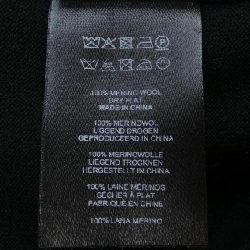 100% MERINO WOOL
DRY FLAT
MADE IN CHINA
100% MERINOWOL
LIGGEND DROGEN
GEPRODUCEERD IN CHINA
100% MERINOWOLLE
LIEGEND TROCKNEN
HERGESTELLT IN CHINA
100% LAINE MERINOS
SÉCHER À PLAT
FABRIQUÉ EN CHINE
100% LANA MERINO